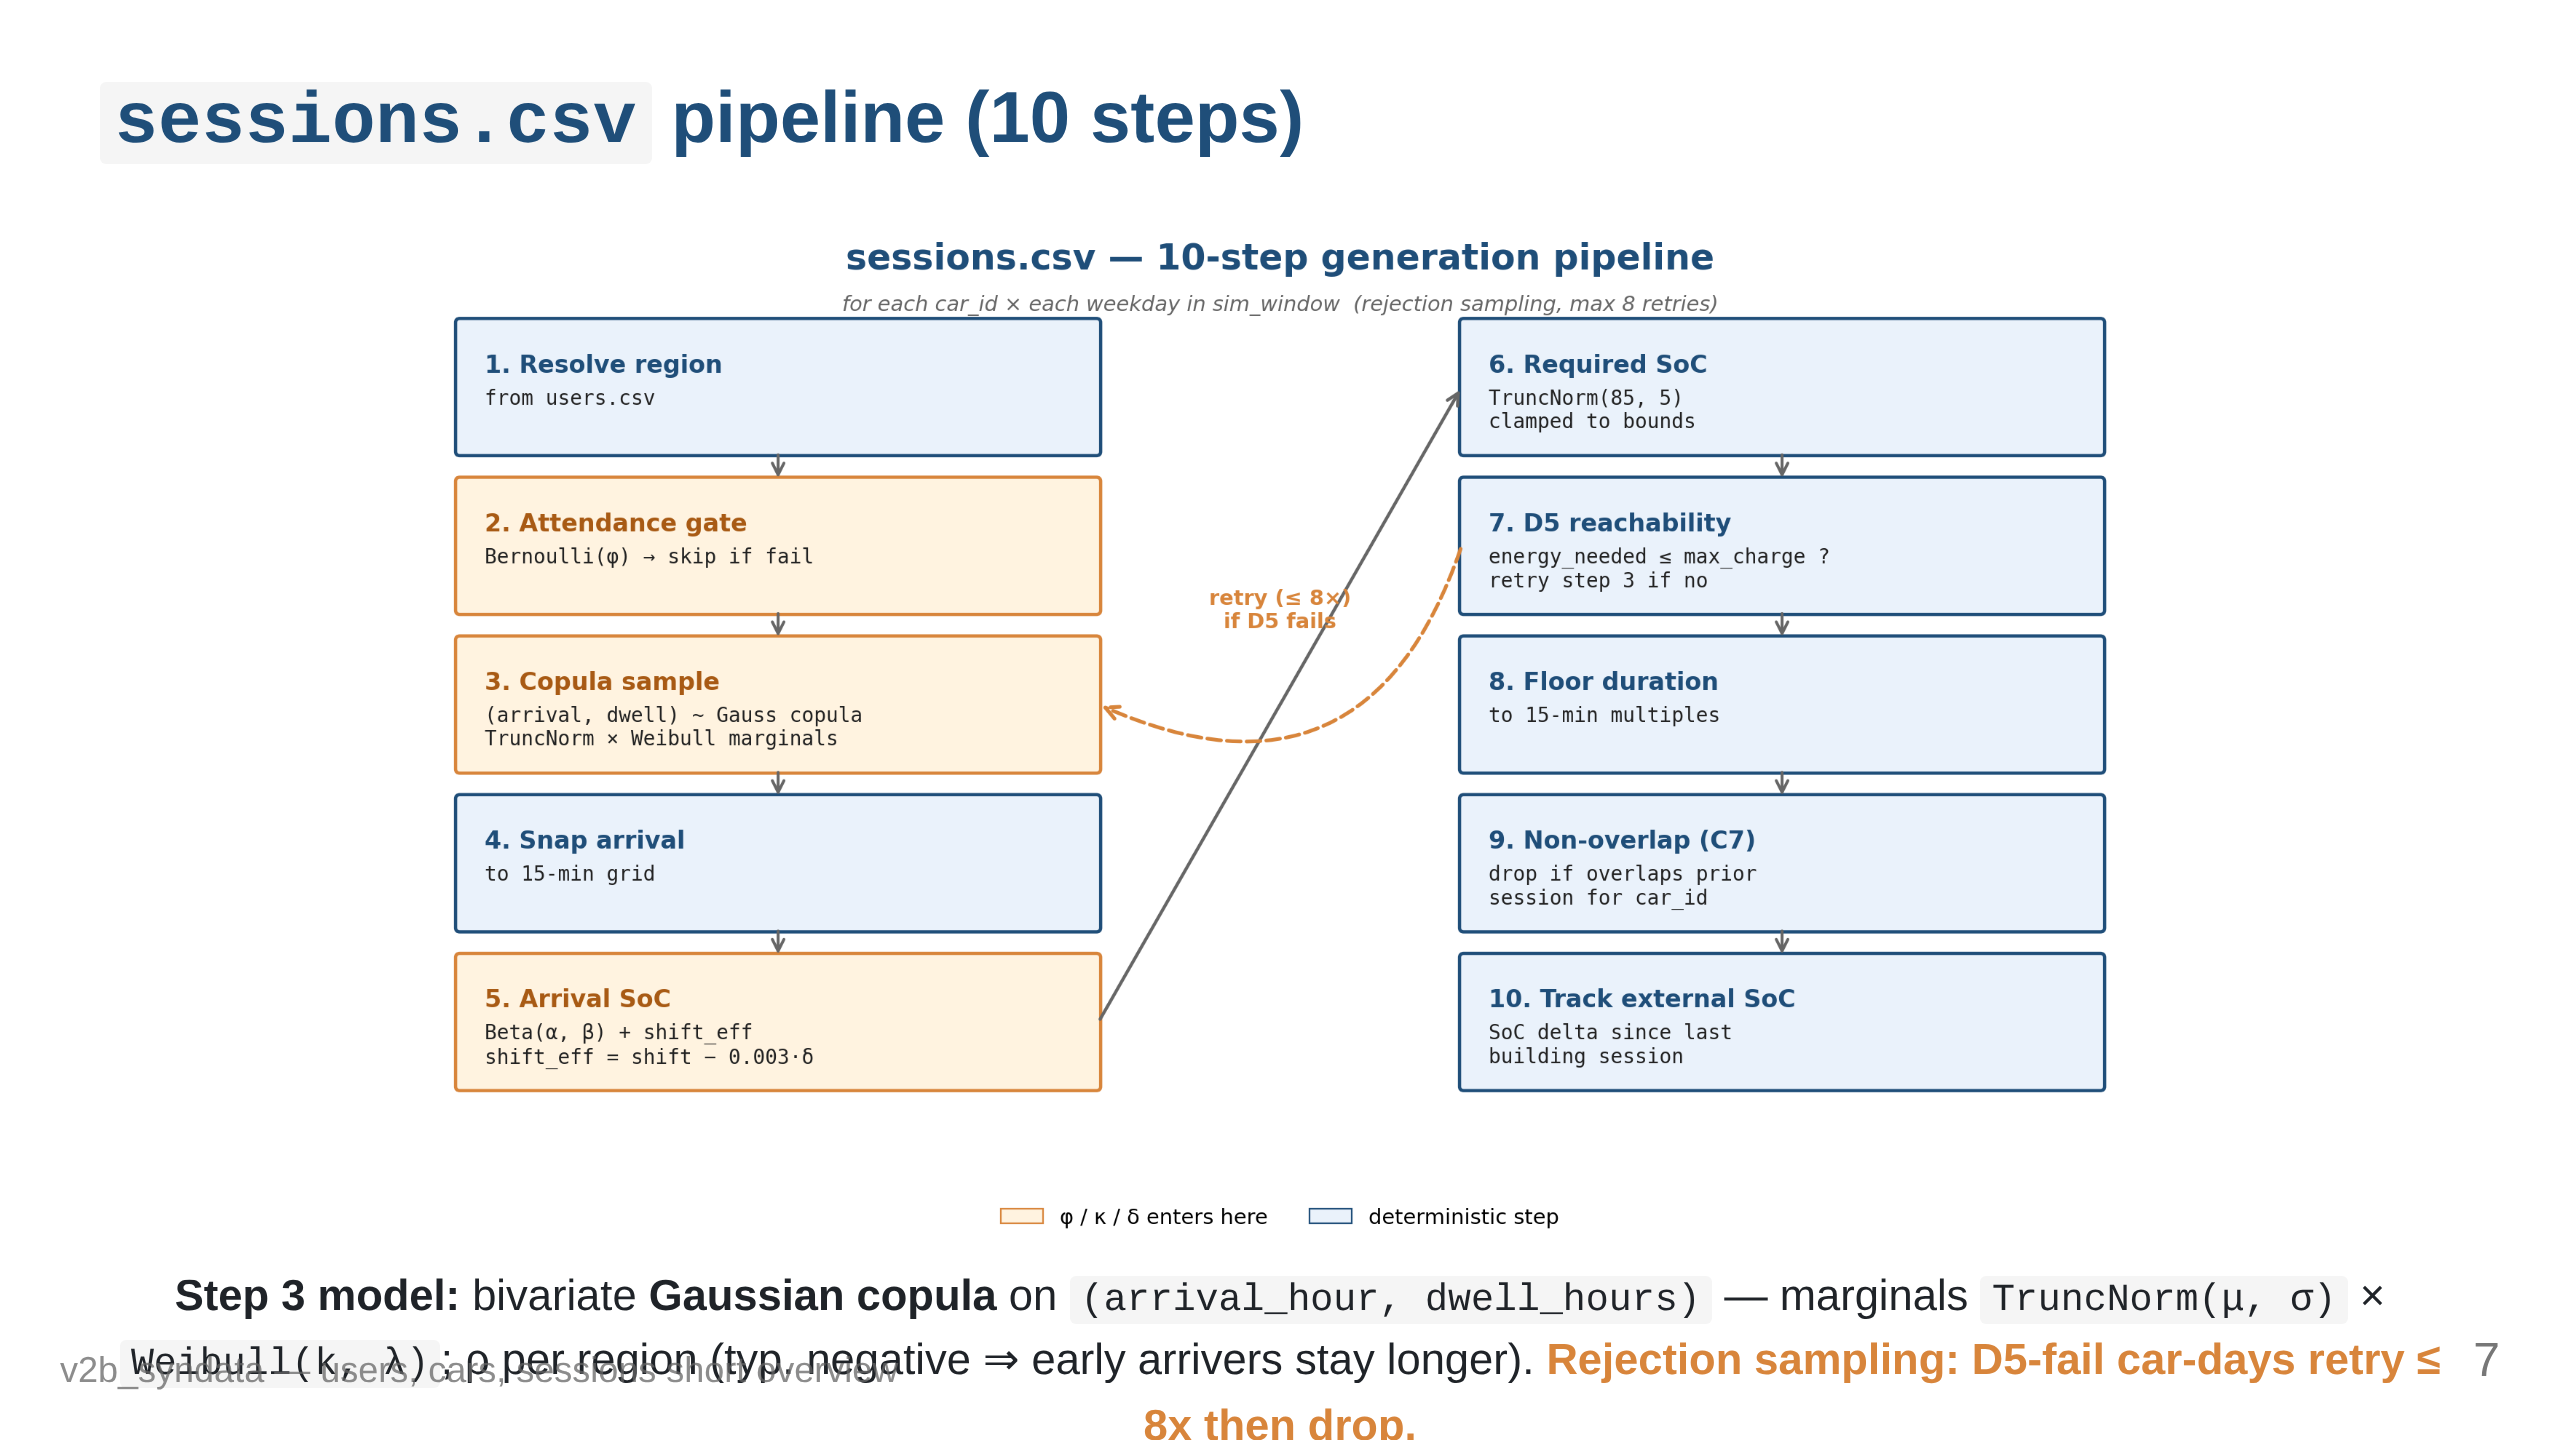 sessions.csv pipeline (10 steps)
sessions.csv — 10-step generation pipeline
for each car_id × each weekday in sim_window (rejection sampling, max 8 retries)
1. Resolve region
from users.csv
2. Attendance gate
Bernoulli(φ) → skip if fail
3. Copula sample
(arrival, dwell) ~ Gauss copula
TruncNorm × Weibull marginals
4. Snap arrival
to 15-min grid
5. Arrival SoC
Beta(α, β) + shift_eff
shift_eff = shift − 0.003·δ
retry (≤ 8×)
if D5 fails
6. Required SoC
TruncNorm(85, 5)
clamped to bounds
7. D5 reachability
energy_needed ≤ max_charge ?
retry step 3 if no
8. Floor duration
to 15-min multiples
9. Non-overlap (C7)
drop if overlaps prior
session for car_id
10. Track external SoC
SoC delta since last
building session
φ / κ / δ enters here
deterministic step
Step 3 model: bivariate Gaussian copula on (arrival_hour, dwell_hours) — marginals TruncNorm(μ, σ) ×
Weibull(k, λ); ρ per region (typ. negative ⇒ early arrivers stay longer). Rejection sampling: D5-fail car-days retry ≤
8x then drop.
v2b_syndata — users, cars, sessions short overview
7